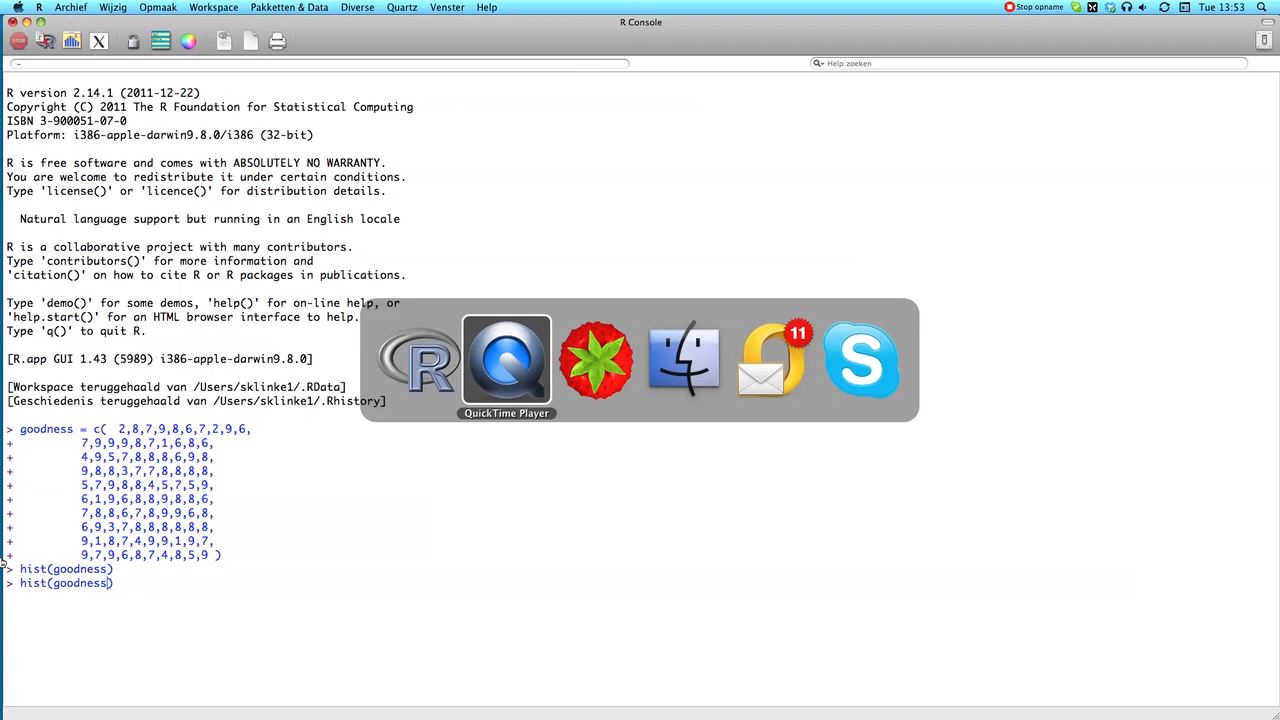 R Archief Wijzig Opmaak Workspace Pakketten & Data Diverse Quartz Venster Help Stop opname Tue 13:53
R Console
STOP X
- Help zoeken
R version 2.14.1 (2011-12-22)
Copyright (C) 2011 The R Foundation for Statistical Computing
ISBN 3-900051-07-0
Platform: i386-apple-darwin9.8.0/i386 (32-bit)
R is free software and comes with ABSOLUTELY NO WARRANTY.
You are welcome to redistribute it under certain conditions.
Type 'license()' or 'licence()' for distribution details.
Natural language support but running in an English locale
R is a collaborative project with many contributors.
Type 'contributors()' for more information and
'citation()' on how to cite R or R packages in publications.
Type 'demo()' for some demos, 'help()' for on-line help, or
'help.start()' for an HTML browser interface to help.
Type 'q()' to quit R.
[R.app GUI 1.43 (5989) i386-apple-darwin9.8.0]
[Workspace teruggehaald van /Users/sklinke1/.RData]
[Geschiedenis teruggehaald van /Users/sklinke1/.Rhistory]
R 11 S
QuickTime Player
> goodness = c( 2,8,7,9,8,6,7,2,9,6,
+ 7,9,9,9,8,7,1,6,8,6,
+ 4,9,5,7,8,8,8,6,9,8,
+ 9,8,8,3,7,7,8,8,8,8,
+ 5,7,9,8,8,4,5,7,5,9,
+ 6,1,9,6,8,8,9,8,8,6,
+ 7,8,8,6,7,8,9,9,6,8,
+ 6,9,3,7,8,8,8,8,8,8,
+ 9,1,8,7,4,9,9,1,9,7,
+ 9,7,9,6,8,7,4,8,5,9 )
> hist(goodness)
> hist(goodness)